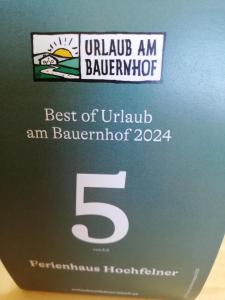 URLAUB AM
BAUERNHOF
Best of Urlaub
am Bauernhof 2024
5
Ferienhaus Hochfelner